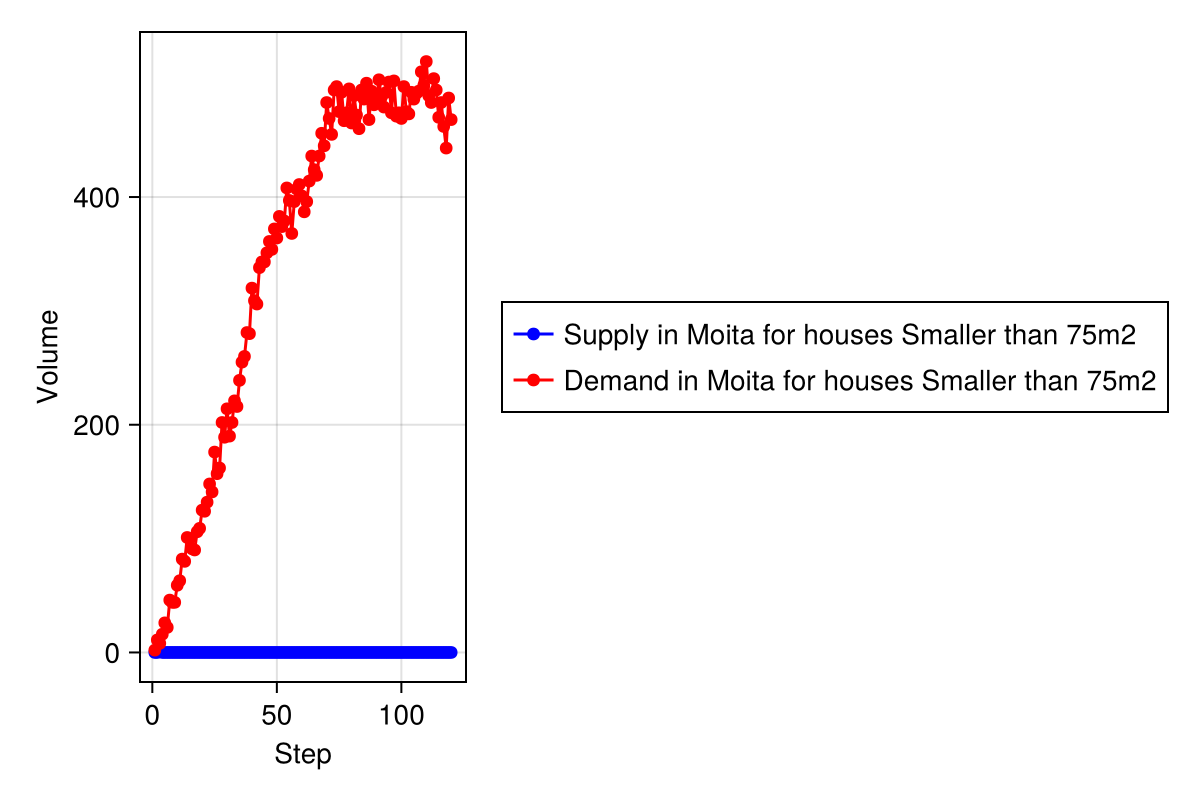 Volume
400
200
0
0 50 100
Step
Supply in Moita for houses Smaller than 75m2
Demand in Moita for houses Smaller than 75m2